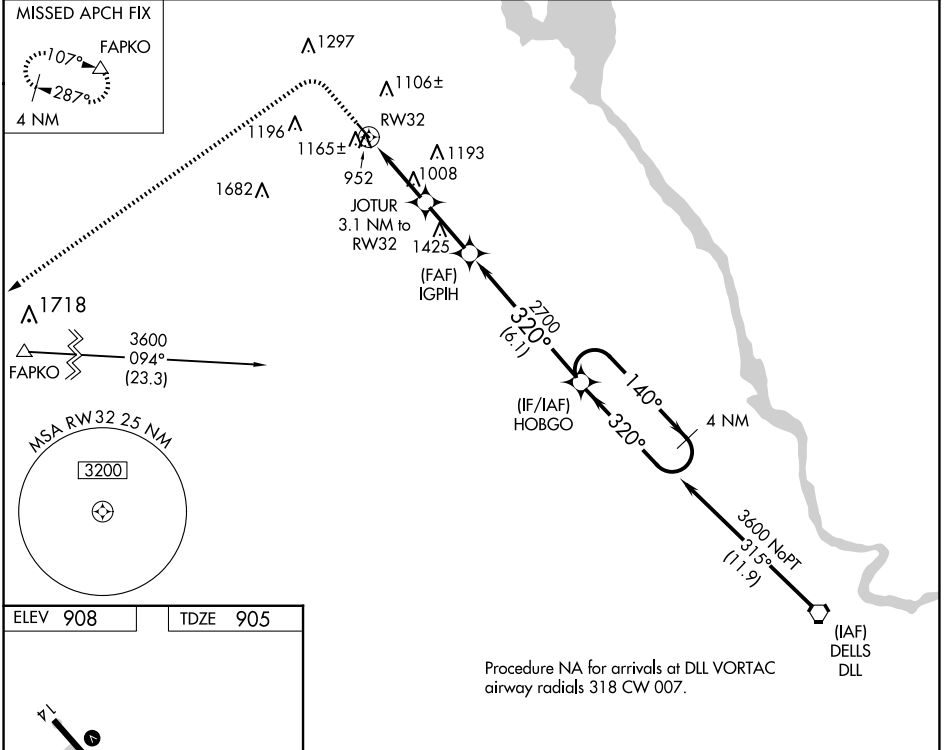 MISSED APCH FIX
FAPKO
107°
287°
4 NM
1297
1106±
RW32
1196
1165±
952
1193
1008
1682
JOTUR
3.1 NM to
RW32
1425
(FAF)
IGPIH
1718
3600
094°
(23.3)
FAPKO
2700
320°
(6.1)
(IF/IAF)
HOBGO
140°
320°
4 NM
MSA RW32 25 NM
3200
3600 NoPT
315°
(11.9)
(IAF)
DELLS
DLL
ELEV 908
TDZE 905
Procedure NA for arrivals at DLL VORTAC
airway radials 318 CW 007.
14
V